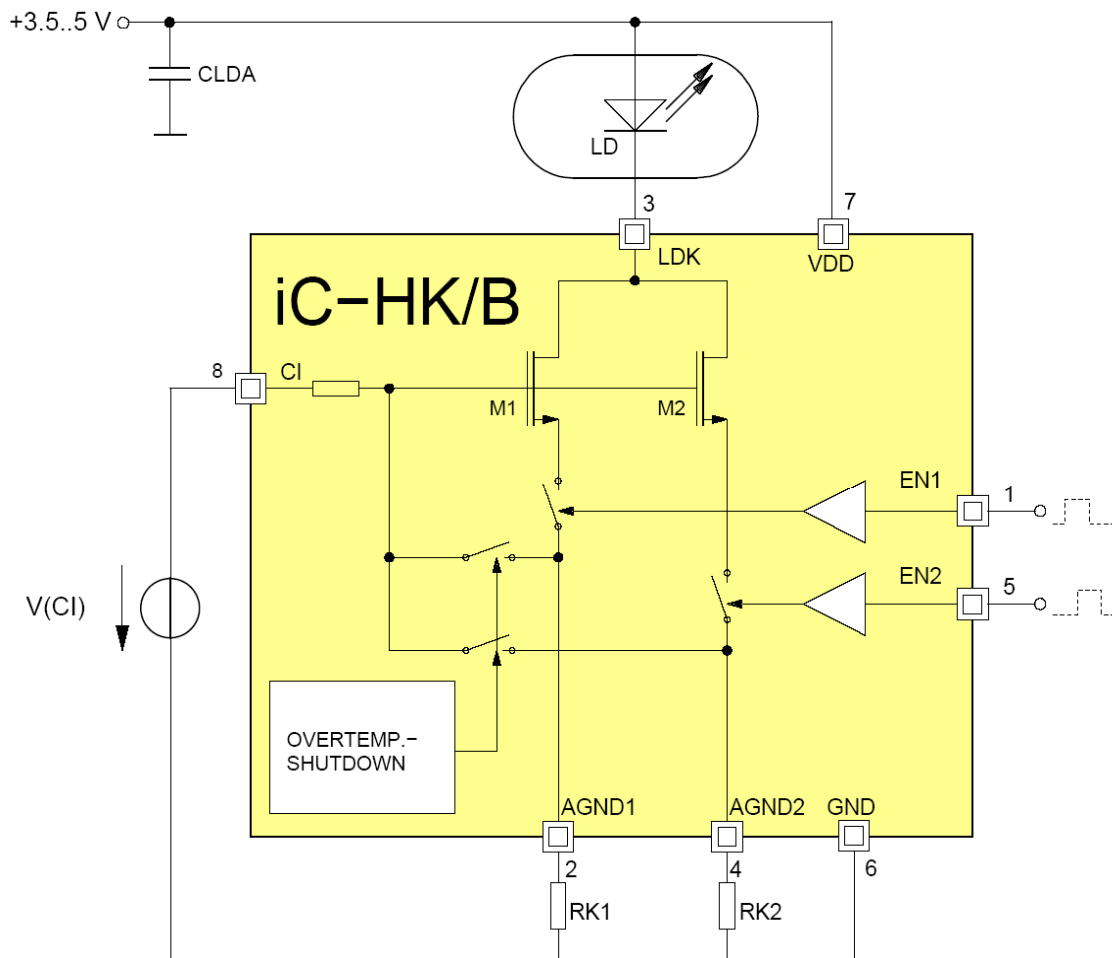 +3.5..5 V
CLDA
LD
3
7
LDK
VDD
iC−HK/B
8
CI
M1
M2
EN1
1
EN2
5
V(CI)
OVERTEMP.−
SHUTDOWN
AGND1
AGND2
GND
2
4
6
RK1
RK2